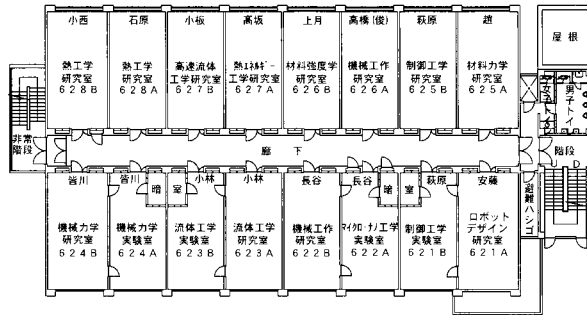 小西
熱工学
研究室
628B
石原
熱工学
研究室
628A
小板
高速流体
工学研究室
627B
高坂
熱エネルギー
工学研究室
627A
上月
材料強度学
研究室
626B
高橋(俊)
機械工作
研究室
626A
萩原
制御工学
研究室
625B
趙
材料力学
研究室
625A
屋根
女子トイレ
男子トイレ
非常
階段
廊下
階段
皆川
機械力学
研究室
624B
皆川
機械力学
実験室
624A
暗室
小林
流体工学
実験室
623B
小林
流体工学
研究室
623A
長谷
機械工作
研究室
622B
長谷
マイクロ・ナノ工学
実験室
622A
暗室
萩原
制御工学
実験室
621B
安藤
ロボット
デザイン
研究室
621A
避難ハシゴ